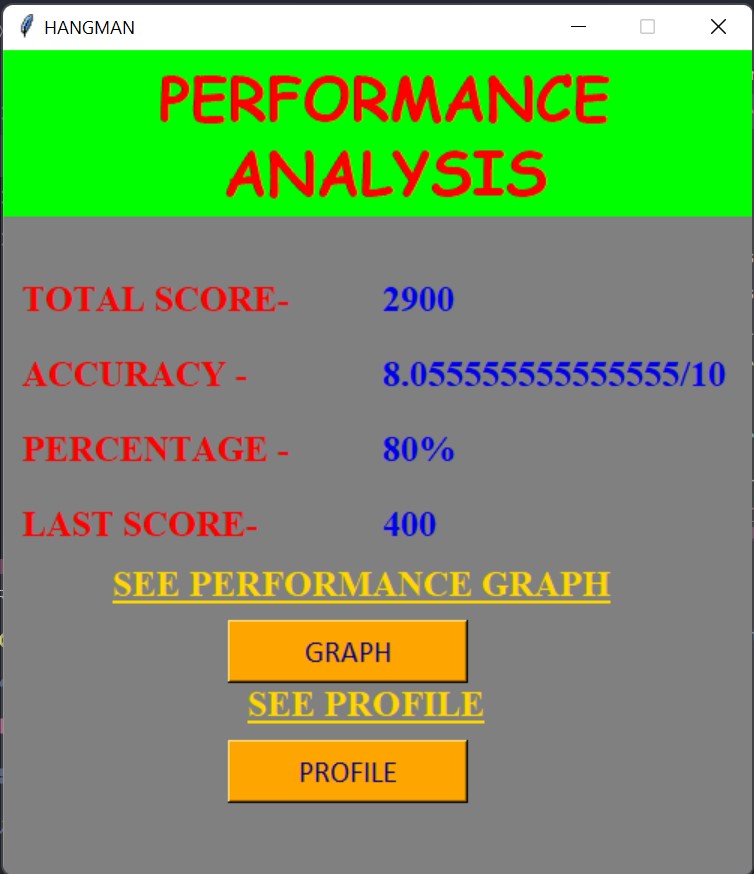 HANGMAN
PERFORMANCE
ANALYSIS
TOTAL SCORE- 2900
ACCURACY - 8.055555555555555/10
PERCENTAGE - 80%
LAST SCORE- 400
SEE PERFORMANCE GRAPH
GRAPH
SEE PROFILE
PROFILE